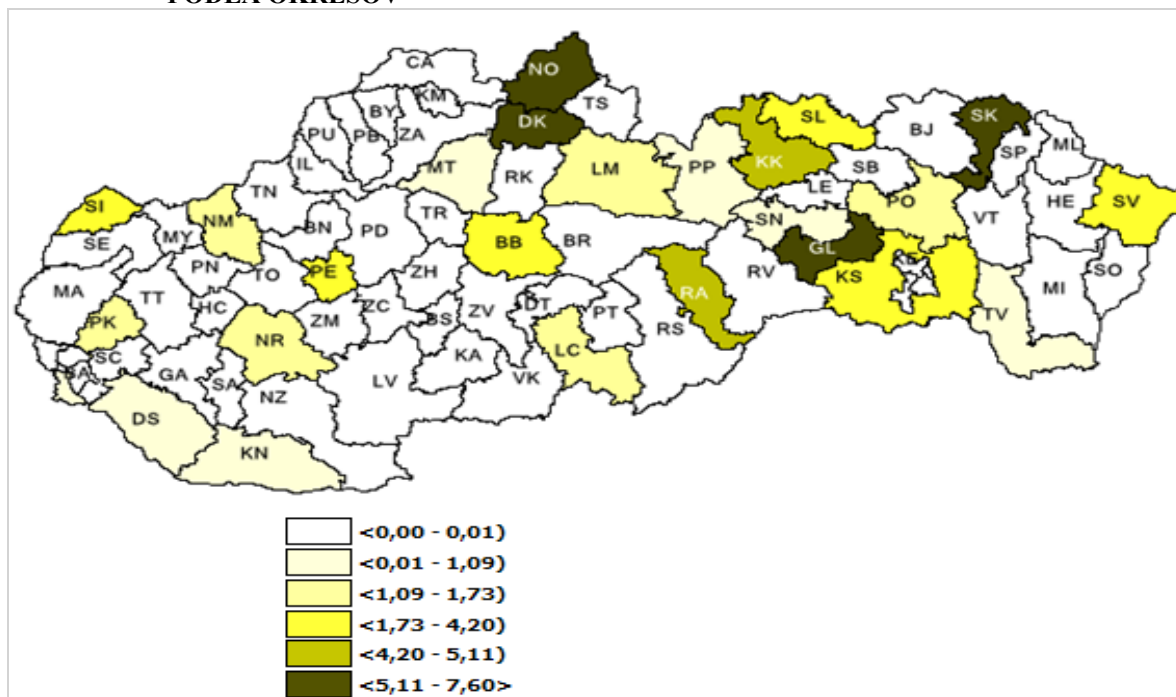 PODĽA OKRESOV
CA
NO
KM
TS
BY
PU
PB
ZA
DK
SL
BJ
SK
SP
ML
IL
MT
RK
LM
PP
KK
SB
LE
TN
SI
NM
TR
PO
HE
SV
SE
MY
BN
PD
BB
BR
SN
VT
GL
PN
TO
PE
ZH
RV
KS
KE
SO
MA
TT
HC
ZM
ZC
BS
ZV
DT
PT
RA
RS
MI
TV
PK
NR
LC
KA
SC
BA
GA
SA
NZ
LV
VK
DS
KN
<0,00 - 0,01)
<0,01 - 1,09)
<1,09 - 1,73)
<1,73 - 4,20)
<4,20 - 5,11)
<5,11 - 7,60>